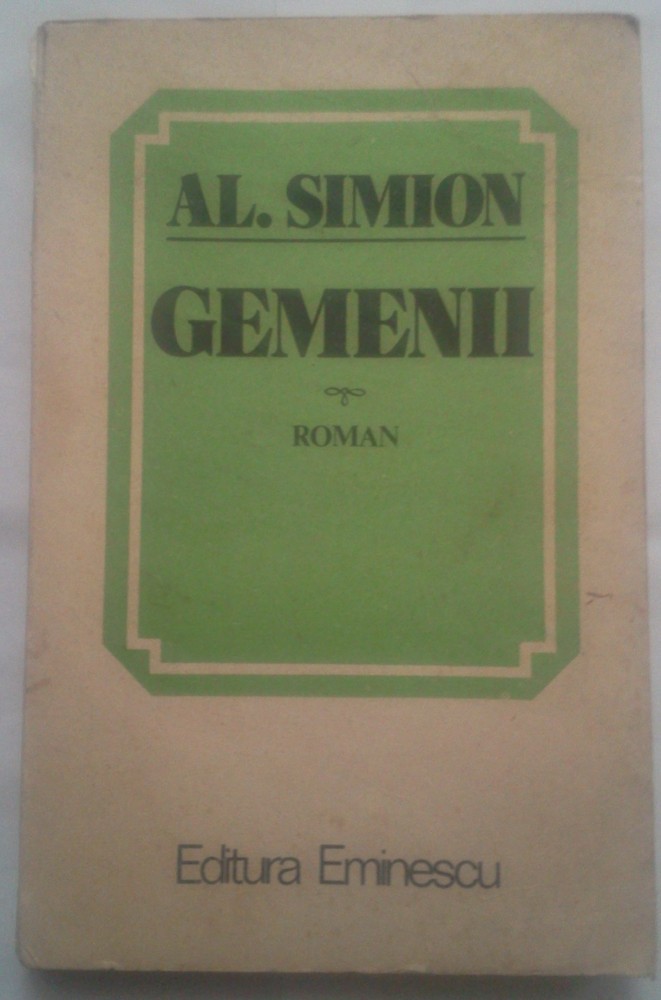 AL. SIMION
GEMENII
ROMAN
Editura Eminescu